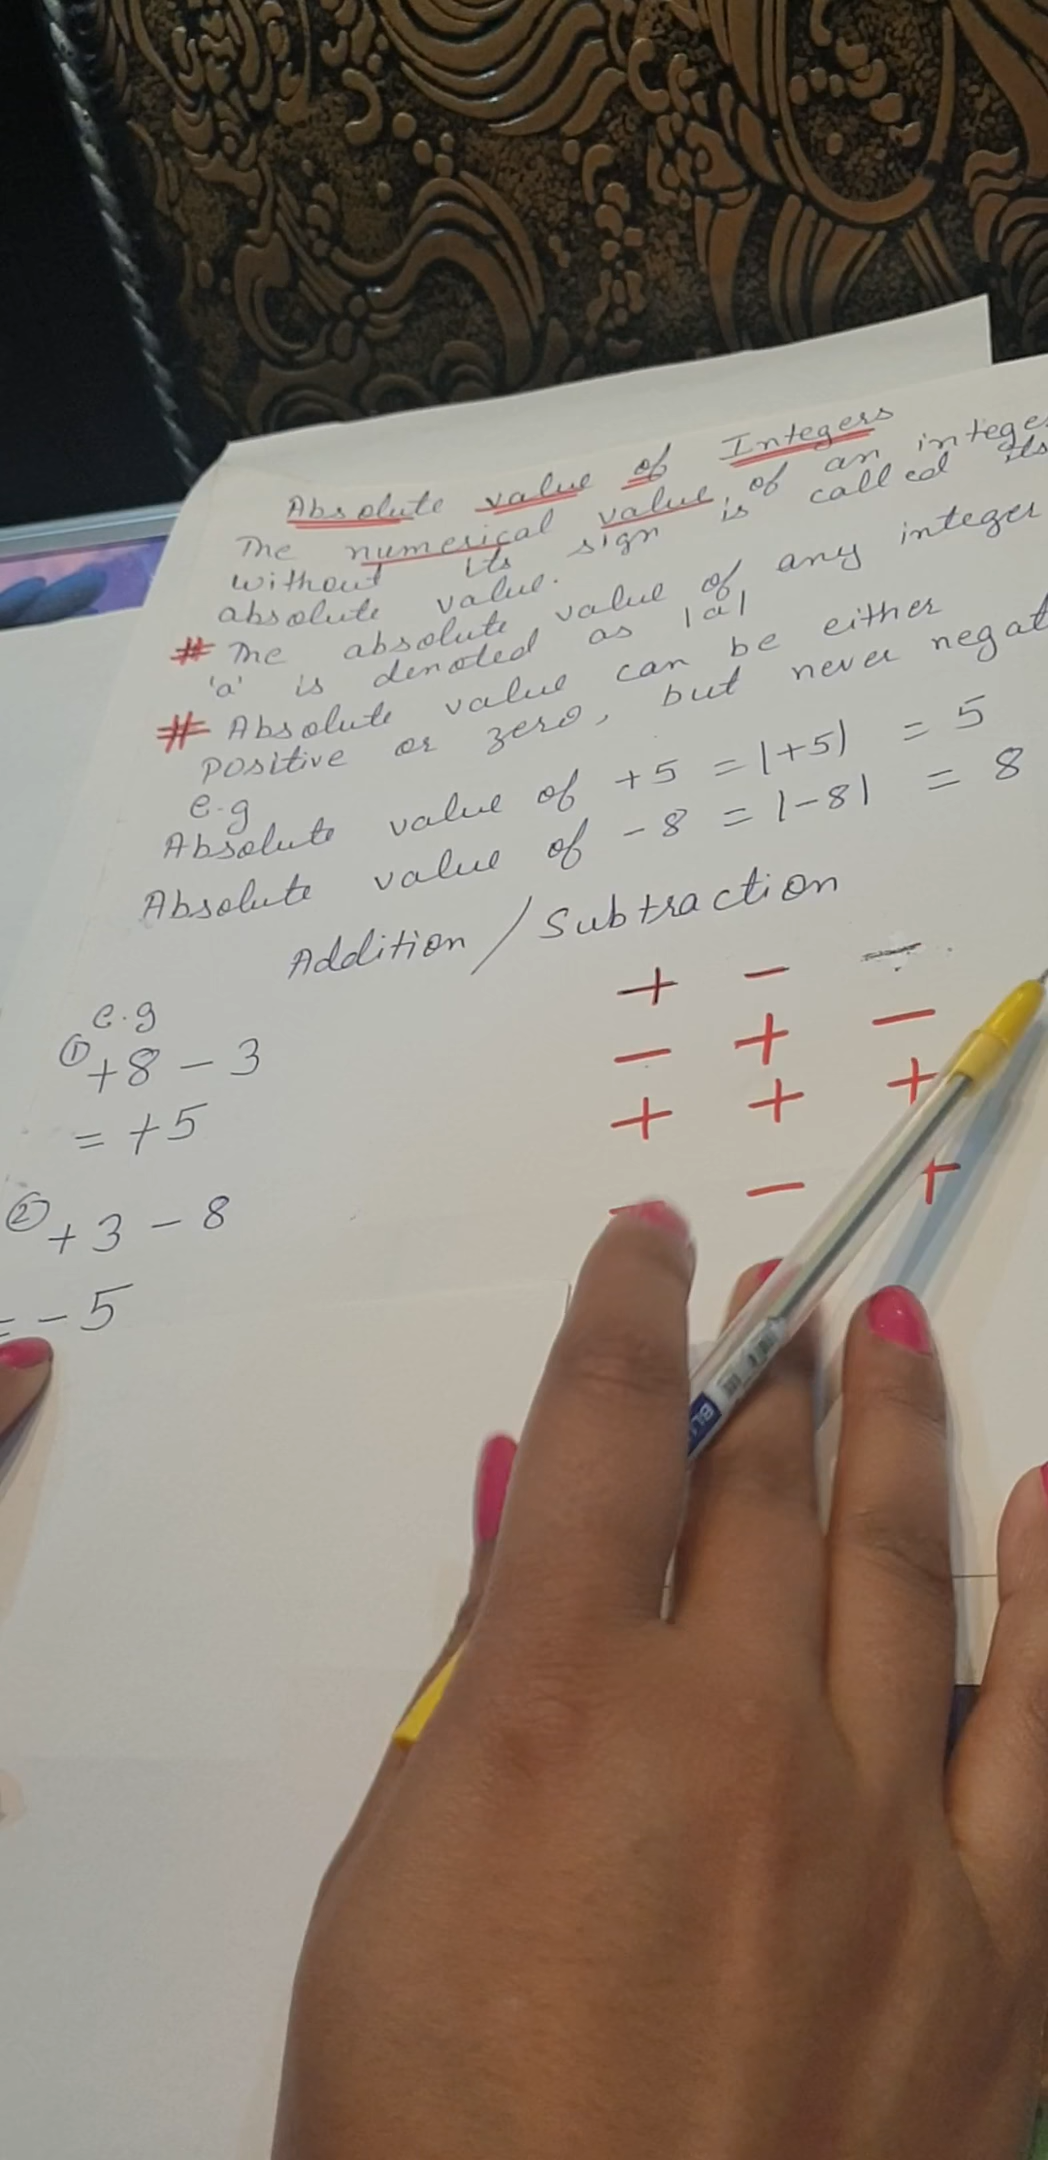 Absolute value of Integers
The numerical value, of an intege
without its sign is called its
absolute value.
# The absolute value of any integer
'a' is denoted as |a|
# Absolute value can be either
positive or zero, but never negat
e.g
Absolute value of +5 = |+5| = 5
Absolute value of -8 = |-8| = 8
Addition / Subtraction
+ - -
- + -
+ + +
- - +
e.g
① +8 - 3
= +5
② +3 - 8
= -5